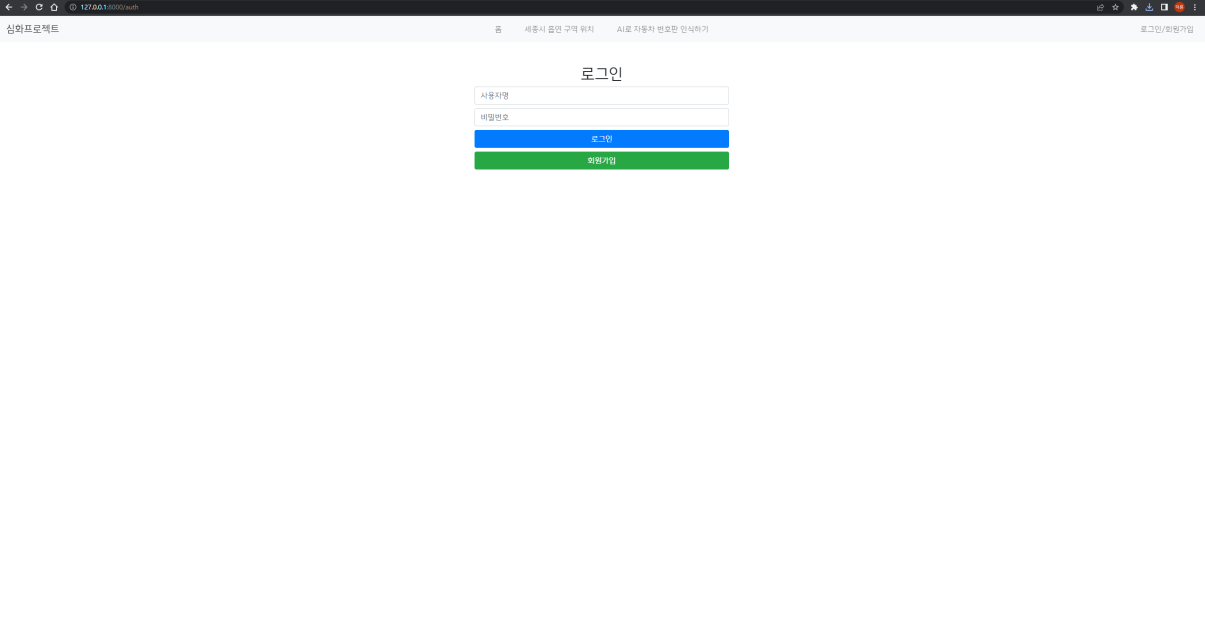 127.0.0.1:8000/auth
심화프로젝트
홈
세종시 흡연 구역 위치
AI로 자동차 번호판 인식하기
로그인/회원가입
로그인
사용자명
비밀번호
로그인
회원가입